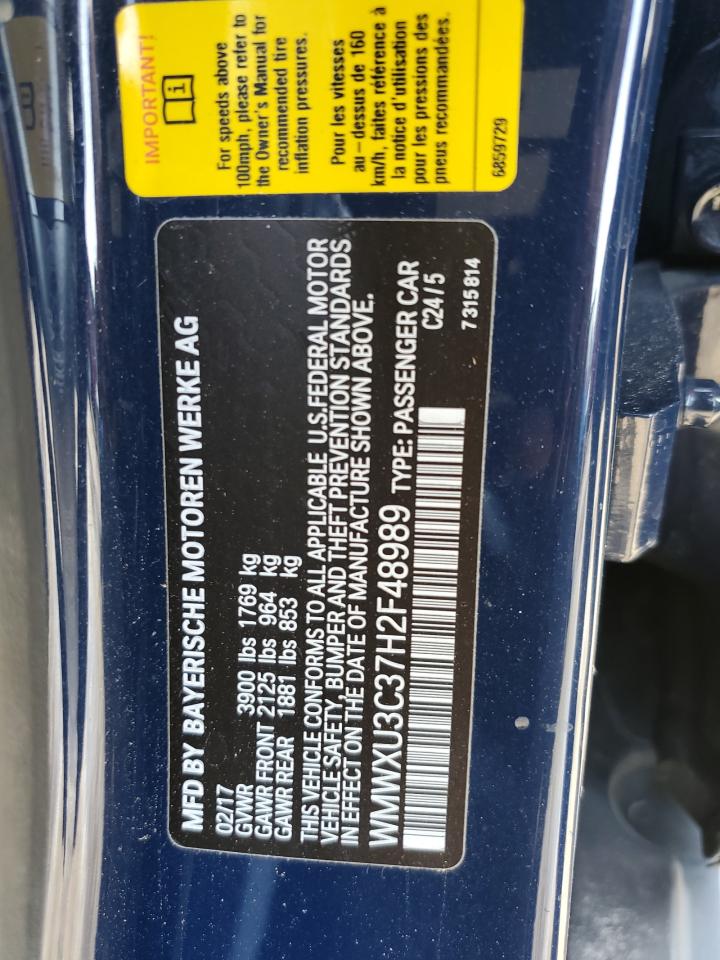 IMPORTANT!
For speeds above
100mph, please refer to
the Owner's Manual for
recommended tire
inflation pressures.
Pour les vitesses
au-dessus de 160
km/h, faites référence à
la notice d'utilisation
pour les pressions des
pneus recommandées.
6859729
MFD BY BAYERISCHE MOTOREN WERKE AG
02/17
GVWR 3900 lbs 1769 kg
GAWR FRONT 2125 lbs 964 kg
GAWR REAR 1881 lbs 853 kg
THIS VEHICLE CONFORMS TO ALL APPLICABLE U.S. FEDERAL MOTOR
VEHICLE SAFETY, BUMPER AND THEFT PREVENTION STANDARDS
IN EFFECT ON THE DATE OF MANUFACTURE SHOWN ABOVE.
WMWXU3C37H2F48989 TYPE: PASSENGER CAR
C24/5
7315814